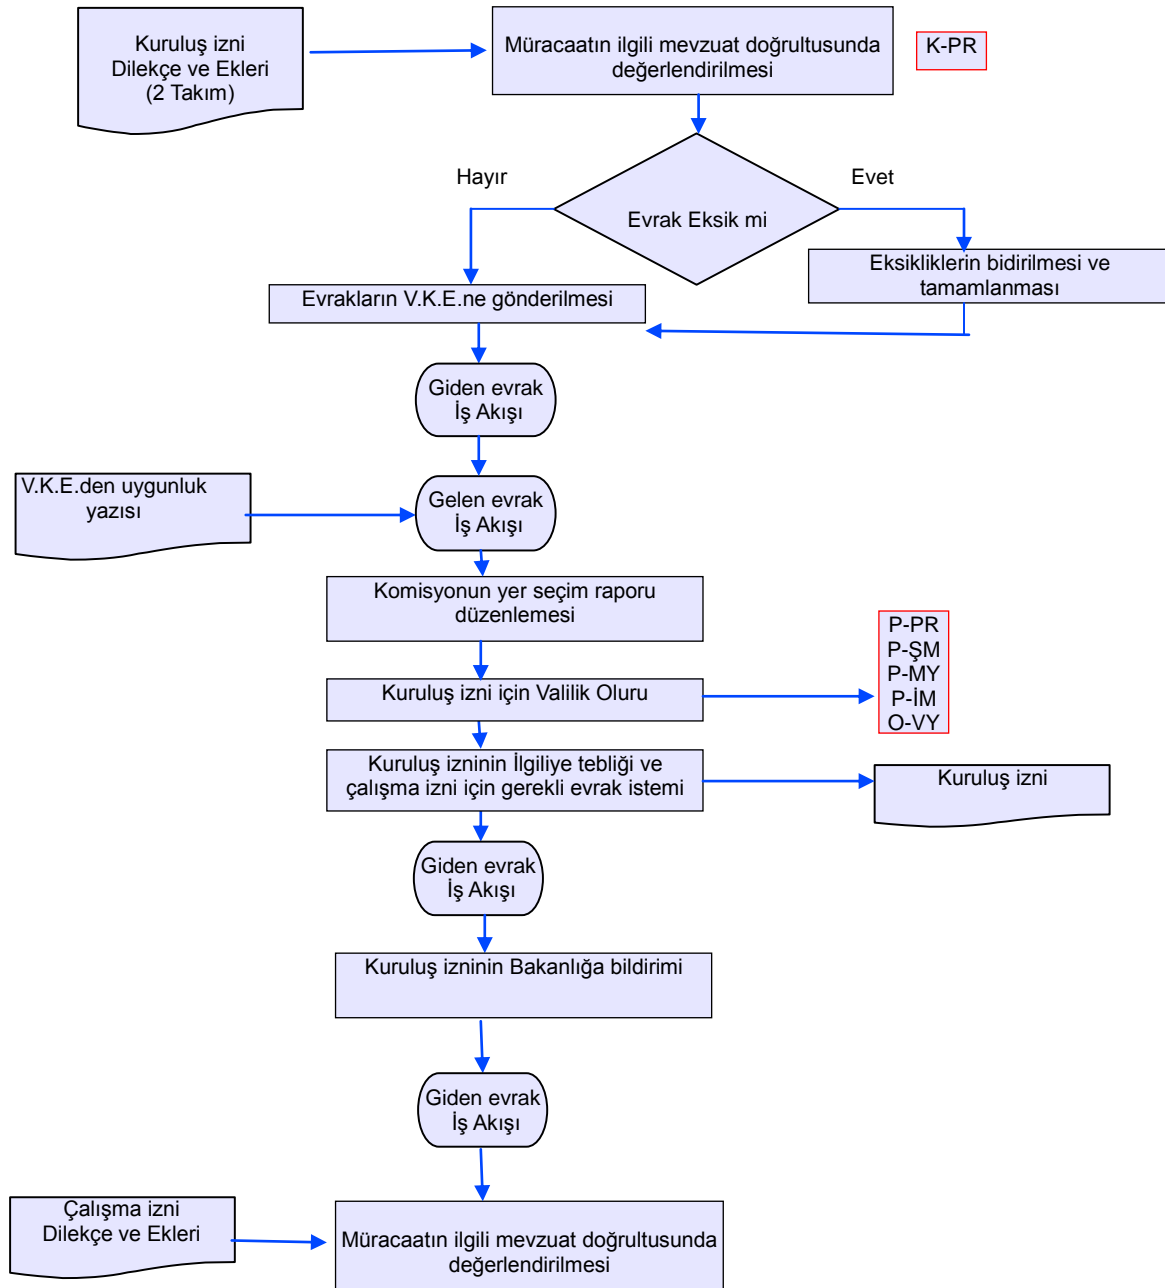 Kuruluş izni
Dilekçe ve Ekleri
(2 Takım)
Müracaatın ilgili mevzuat doğrultusunda
değerlendirilmesi
K-PR
Hayır
Evet
Evrak Eksik mi
Eksikliklerin bidirilmesi ve
tamamlanması
Evrakların V.K.E.ne gönderilmesi
Giden evrak
İş Akışı
V.K.E.den uygunluk
yazısı
Gelen evrak
İş Akışı
Komisyonun yer seçim raporu
düzenlemesi
P-PR
P-ŞM
P-MY
P-İM
O-VY
Kuruluş izni için Valilik Oluru
Kuruluş izninin İlgiliye tebliği ve
çalışma izni için gerekli evrak istemi
Kuruluş izni
Giden evrak
İş Akışı
Kuruluş izninin Bakanlığa bildirimi
Giden evrak
İş Akışı
Çalışma izni
Dilekçe ve Ekleri
Müracaatın ilgili mevzuat doğrultusunda
değerlendirilmesi